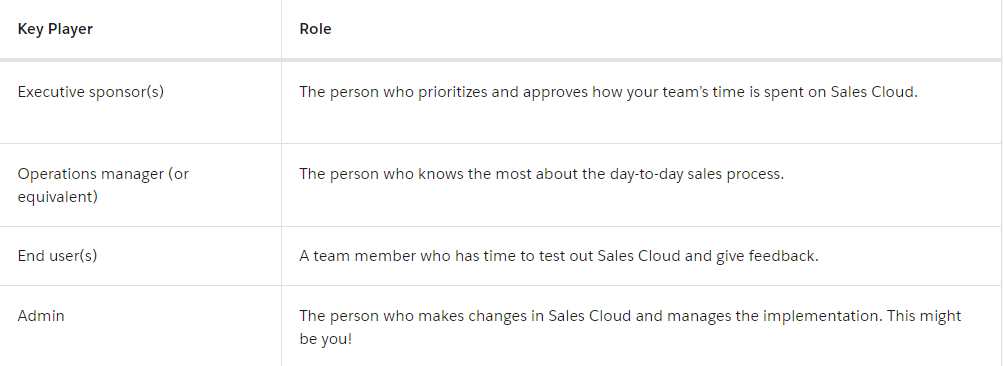 Key Player
Role
Executive sponsor(s)
The person who prioritizes and approves how your team's time is spent on Sales Cloud.
Operations manager (or
equivalent)
The person who knows the most about the day-to-day sales process.
End user(s)
A team member who has time to test out Sales Cloud and give feedback.
Admin
The person who makes changes in Sales Cloud and manages the implementation. This might
be you!